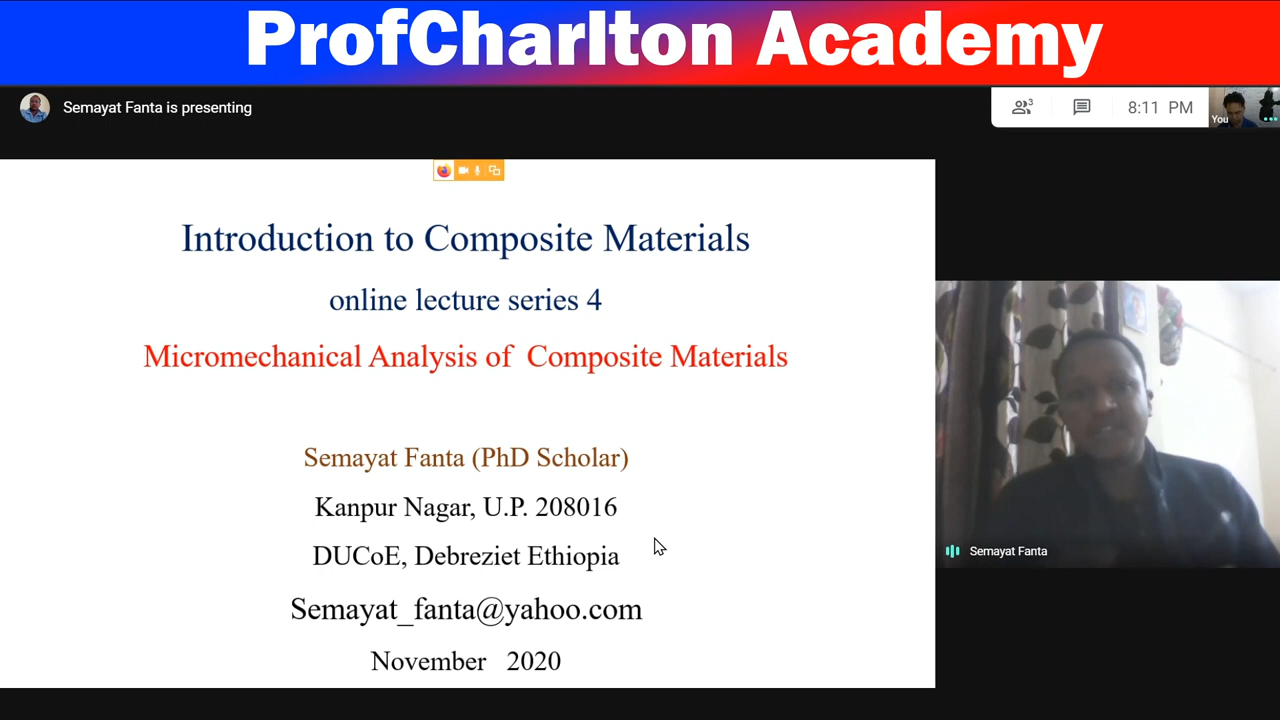 ProfCharlton Academy
Semayat Fanta is presenting
3
8:11 PM
You
Introduction to Composite Materials
online lecture series 4
Micromechanical Analysis of Composite Materials
Semayat Fanta (PhD Scholar)
Kanpur Nagar, U.P. 208016
DUCoE, Debreziet Ethiopia
Semayat_fanta@yahoo.com
November 2020
Semayat Fanta